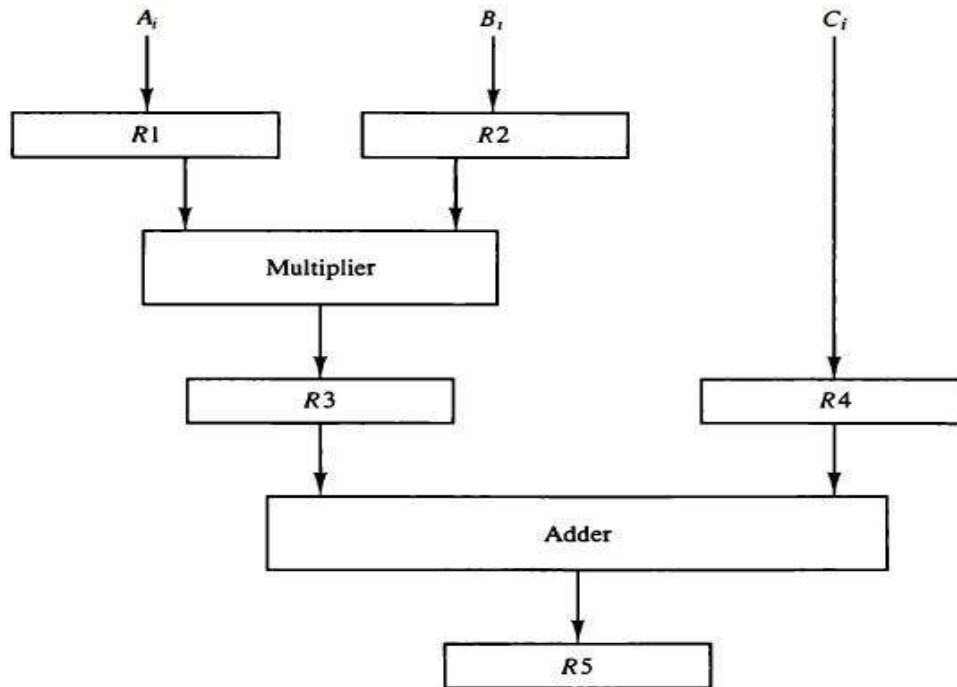 Aᵢ Bᵢ Cᵢ
R1 R2
Multiplier
R3 R4
Adder
R5